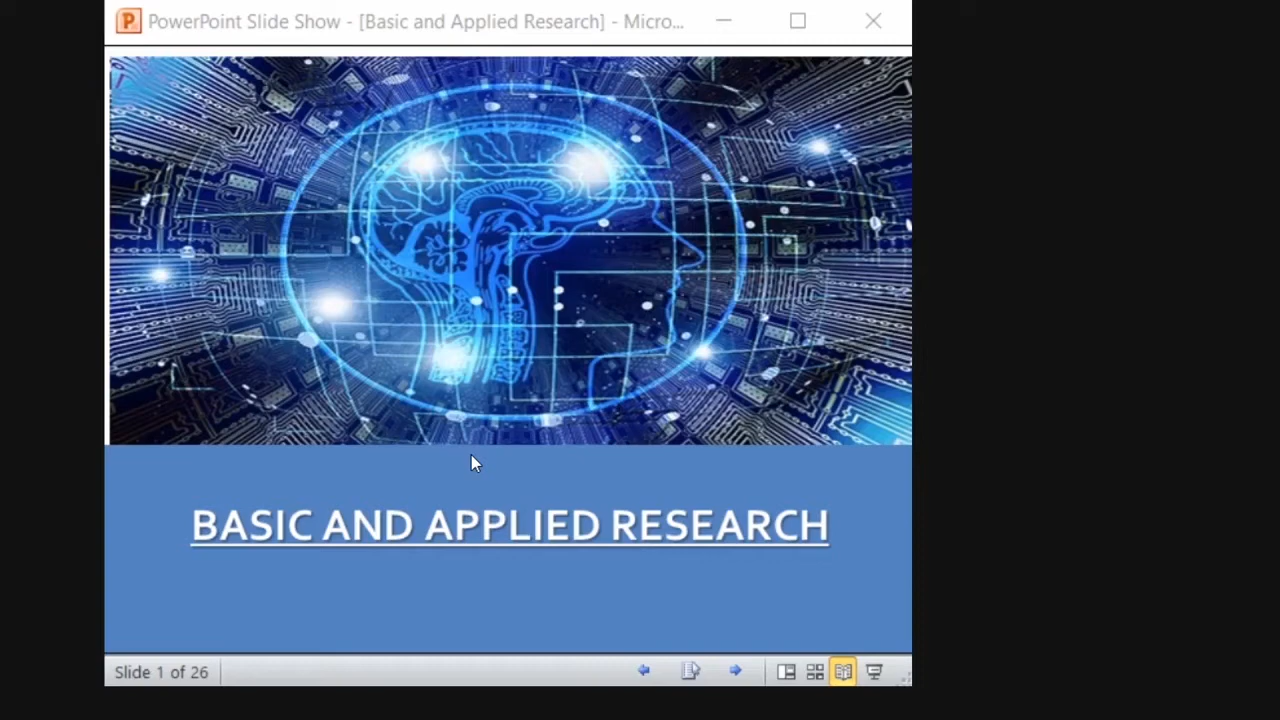 PowerPoint Slide Show - [Basic and Applied Research] - Micro...
BASIC AND APPLIED RESEARCH
Slide 1 of 26